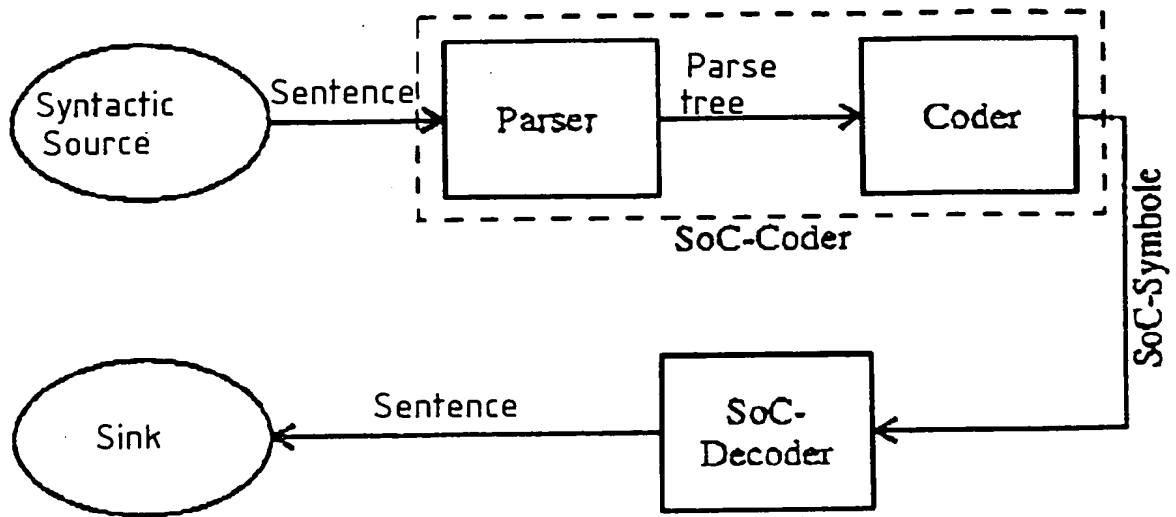 Syntactic
Source
Sentence
Parser
Parse
tree
Coder
SoC-Coder
SoC-Symbole
Sink
Sentence
SoC-
Decoder